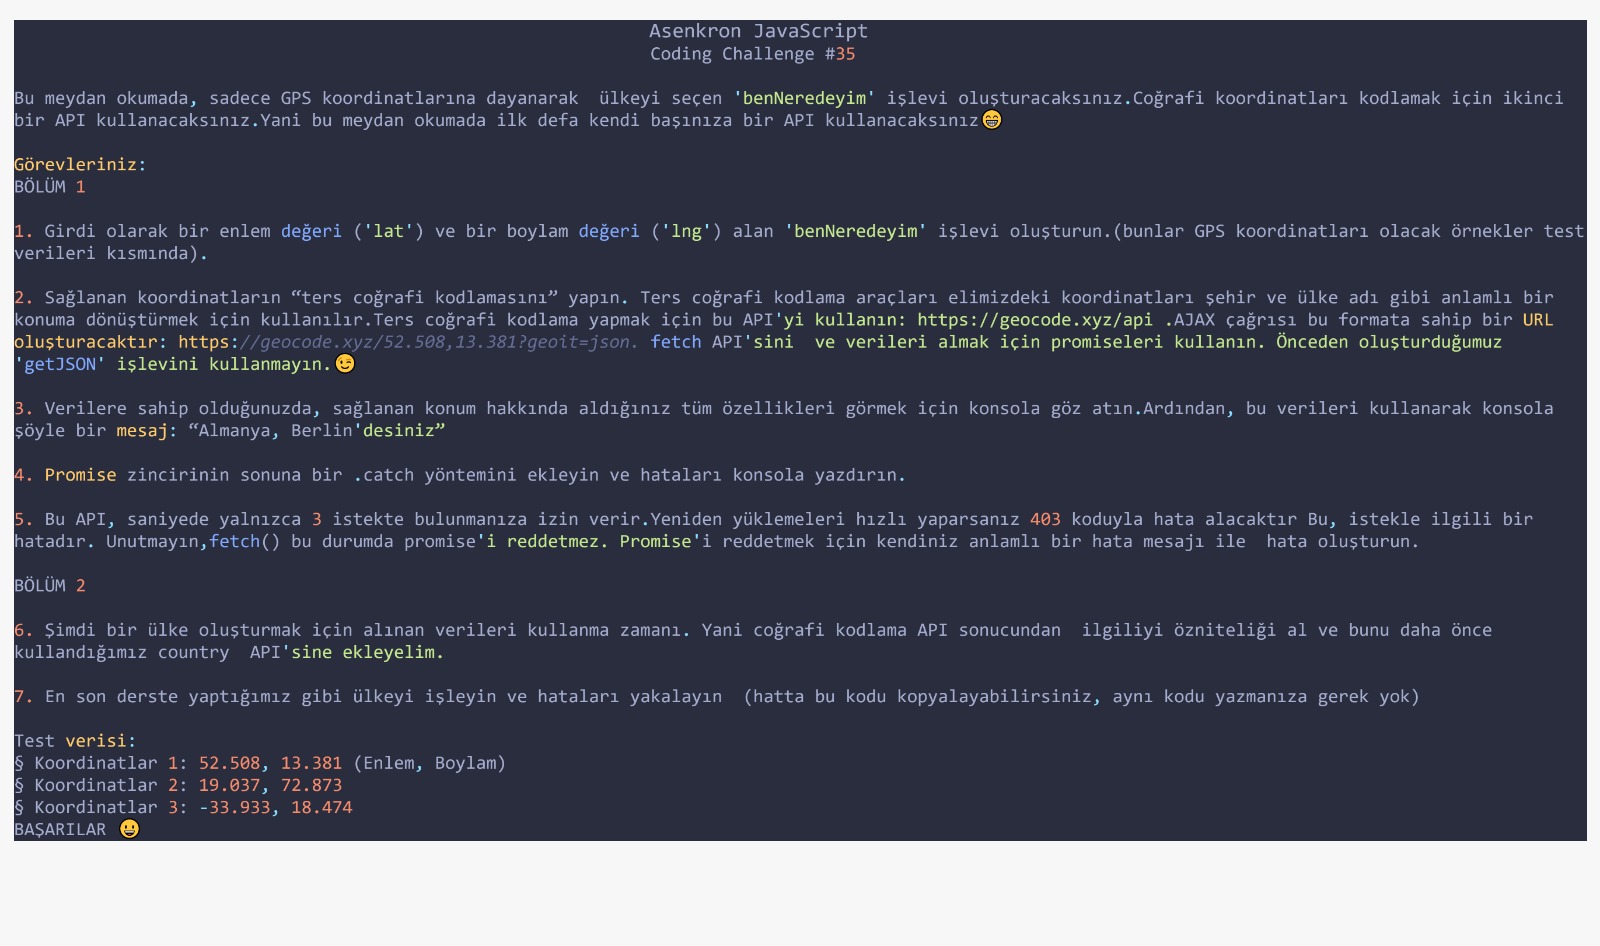 Asenkron JavaScript
Coding Challenge #35
Bu meydan okumada, sadece GPS koordinatlarına dayanarak  ülkeyi seçen 'benNeredeyim' işlevi oluşturacaksınız.Coğrafi koordinatları kodlamak için ikinci
bir API kullanacaksınız.Yani bu meydan okumada ilk defa kendi başınıza bir API kullanacaksınız😁
Görevleriniz:
BÖLÜM 1
1. Girdi olarak bir enlem değeri ('lat') ve bir boylam değeri ('lng') alan 'benNeredeyim' işlevi oluşturun.(bunlar GPS koordinatları olacak örnekler test
verileri kısmında).
2. Sağlanan koordinatların “ters coğrafi kodlamasını” yapın. Ters coğrafi kodlama araçları elimizdeki koordinatları şehir ve ülke adı gibi anlamlı bir
konuma dönüştürmek için kullanılır.Ters coğrafi kodlama yapmak için bu API'yi kullanın: https://geocode.xyz/api .AJAX çağrısı bu formata sahip bir URL
oluşturacaktır: https://geocode.xyz/52.508,13.381?geoit=json. fetch API'sini  ve verileri almak için promiseleri kullanın. Önceden oluşturduğumuz
'getJSON' işlevini kullanmayın.😉
3. Verilere sahip olduğunuzda, sağlanan konum hakkında aldığınız tüm özellikleri görmek için konsola göz atın.Ardından, bu verileri kullanarak konsola
şöyle bir mesaj: “Almanya, Berlin'desiniz”
4. Promise zincirinin sonuna bir .catch yöntemini ekleyin ve hataları konsola yazdırın.
5. Bu API, saniyede yalnızca 3 istekte bulunmanıza izin verir.Yeniden yüklemeleri hızlı yaparsanız 403 koduyla hata alacaktır Bu, istekle ilgili bir
hatadır. Unutmayın,fetch() bu durumda promise'i reddetmez. Promise'i reddetmek için kendiniz anlamlı bir hata mesajı ile  hata oluşturun.
BÖLÜM 2
6. Şimdi bir ülke oluşturmak için alınan verileri kullanma zamanı. Yani coğrafi kodlama API sonucundan  ilgiliyi özniteliği al ve bunu daha önce
kullandığımız country  API'sine ekleyelim.
7. En son derste yaptığımız gibi ülkeyi işleyin ve hataları yakalayın  (hatta bu kodu kopyalayabilirsiniz, aynı kodu yazmanıza gerek yok)
Test verisi:
§ Koordinatlar 1: 52.508, 13.381 (Enlem, Boylam)
§ Koordinatlar 2: 19.037, 72.873
§ Koordinatlar 3: -33.933, 18.474
BAŞARILAR 😀